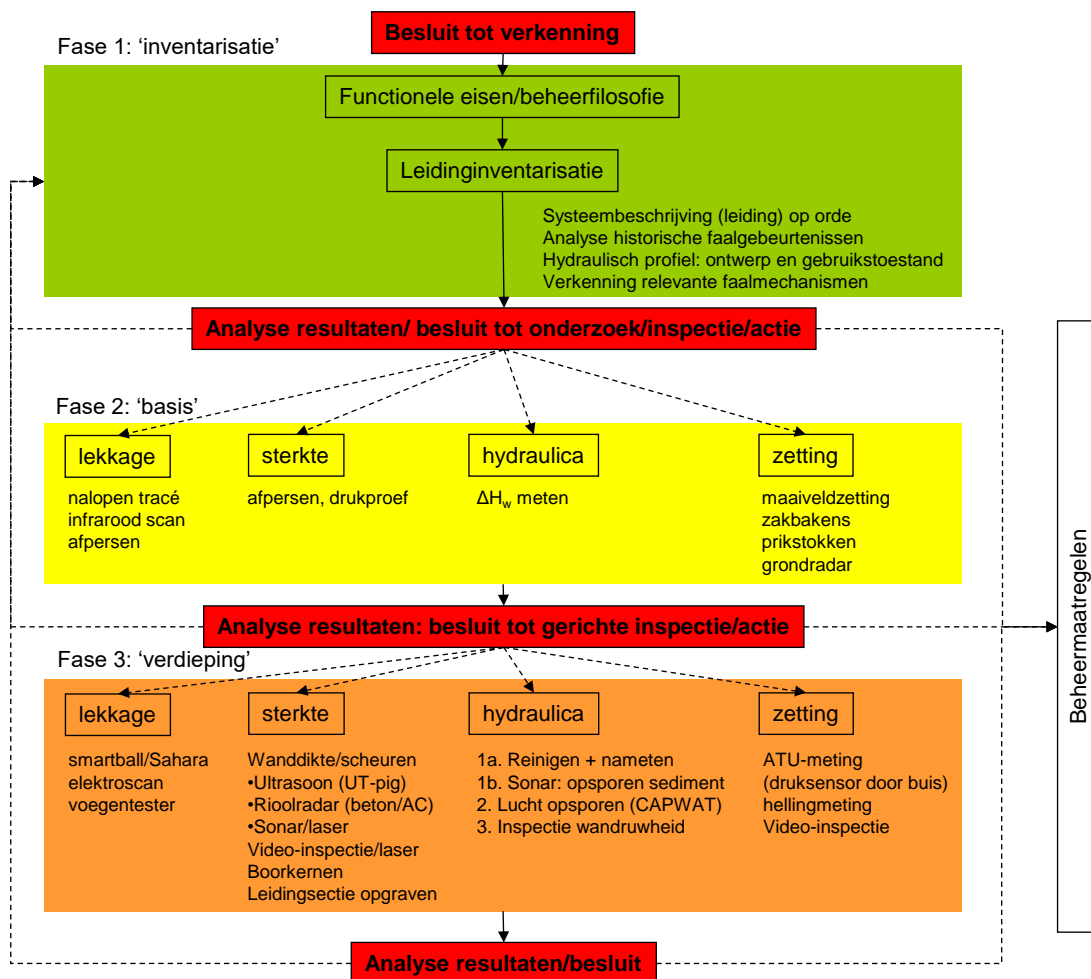 Besluit tot verkenning
Fase 1: ‘inventarisatie’
Functionele eisen/beheerfilosofie
Leidinginventarisatie
Systeembeschrijving (leiding) op orde
Analyse historische faalgebeurtenissen
Hydraulisch profiel: ontwerp en gebruikstoestand
Verkenning relevante faalmechanismen
Analyse resultaten/ besluit tot onderzoek/inspectie/actie
Fase 2: ‘basis’
lekkage
nalopen tracé
infrarood scan
afpersen
sterkte
afpersen, drukproef
hydraulica
ΔHw meten
zetting
maaiveldzetting
zakbakens
prikstokken
grondradar
Analyse resultaten: besluit tot gerichte inspectie/actie
Fase 3: ‘verdieping’
lekkage
smartball/Sahara
elektroscan
voegentester
sterkte
Wanddikte/scheuren
•Ultrasoon (UT-pig)
•Rioolradar (beton/AC)
•Sonar/laser
Video-inspectie/laser
Boorkernen
Leidingsectie opgraven
hydraulica
1a. Reinigen + nameten
1b. Sonar: opsporen sediment
2. Lucht opsporen (CAPWAT)
3. Inspectie wandruwheid
zetting
ATU-meting
(druksensor door buis)
hellingmeting
Video-inspectie
Analyse resultaten/besluit
Beheermaatregelen